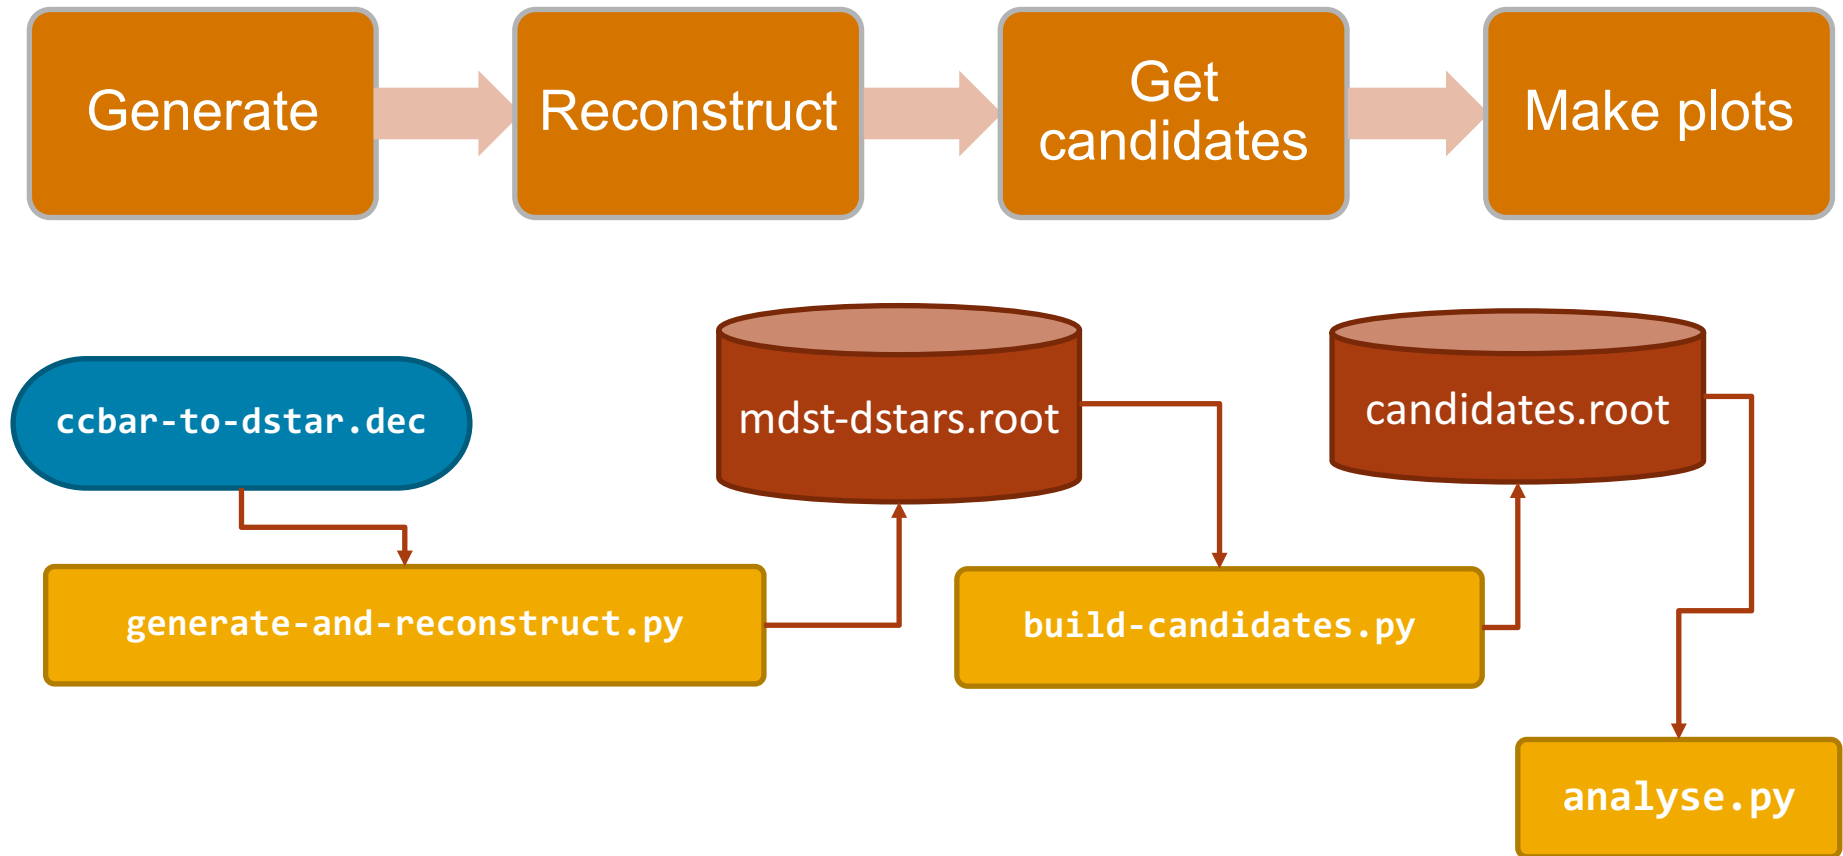 Generate
Reconstruct
Get
candidates
Make plots
ccbar-to-dstar.dec
mdst-dstars.root
candidates.root
generate-and-reconstruct.py
build-candidates.py
analyse.py